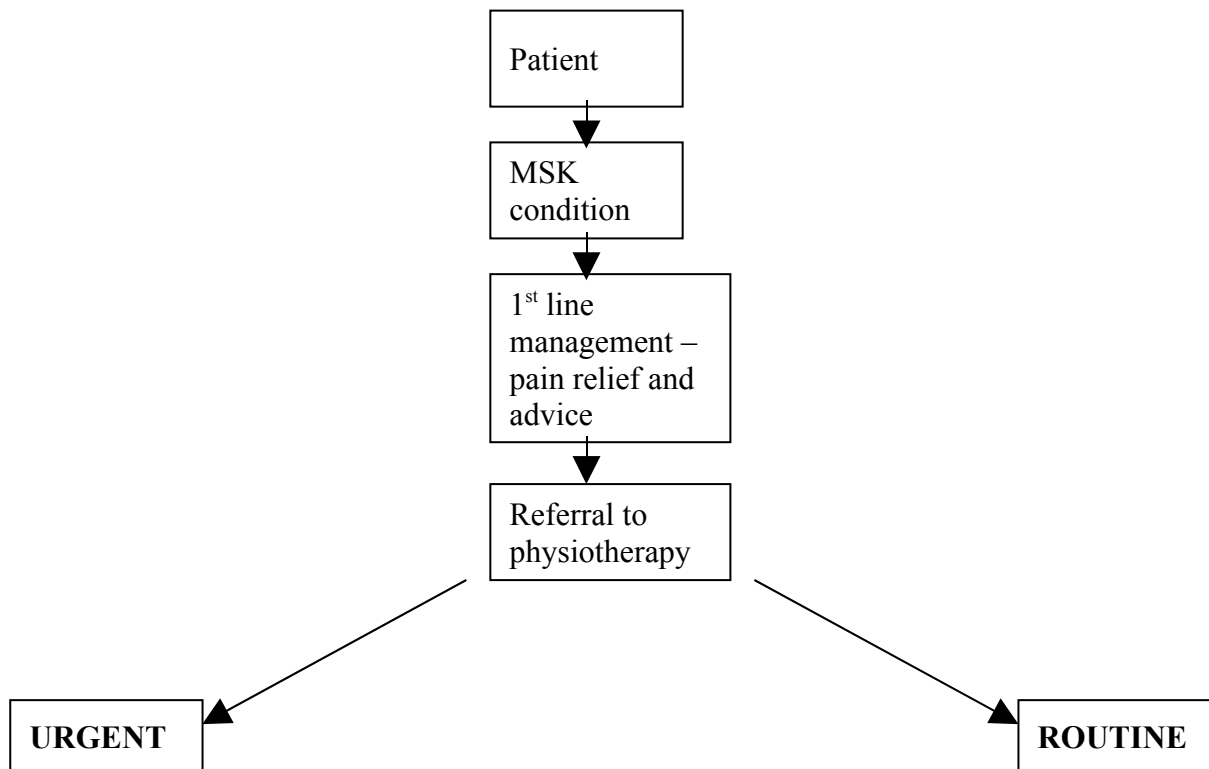 Patient
MSK
condition
1st line
management –
pain relief and
advice
Referral to
physiotherapy
URGENT
ROUTINE